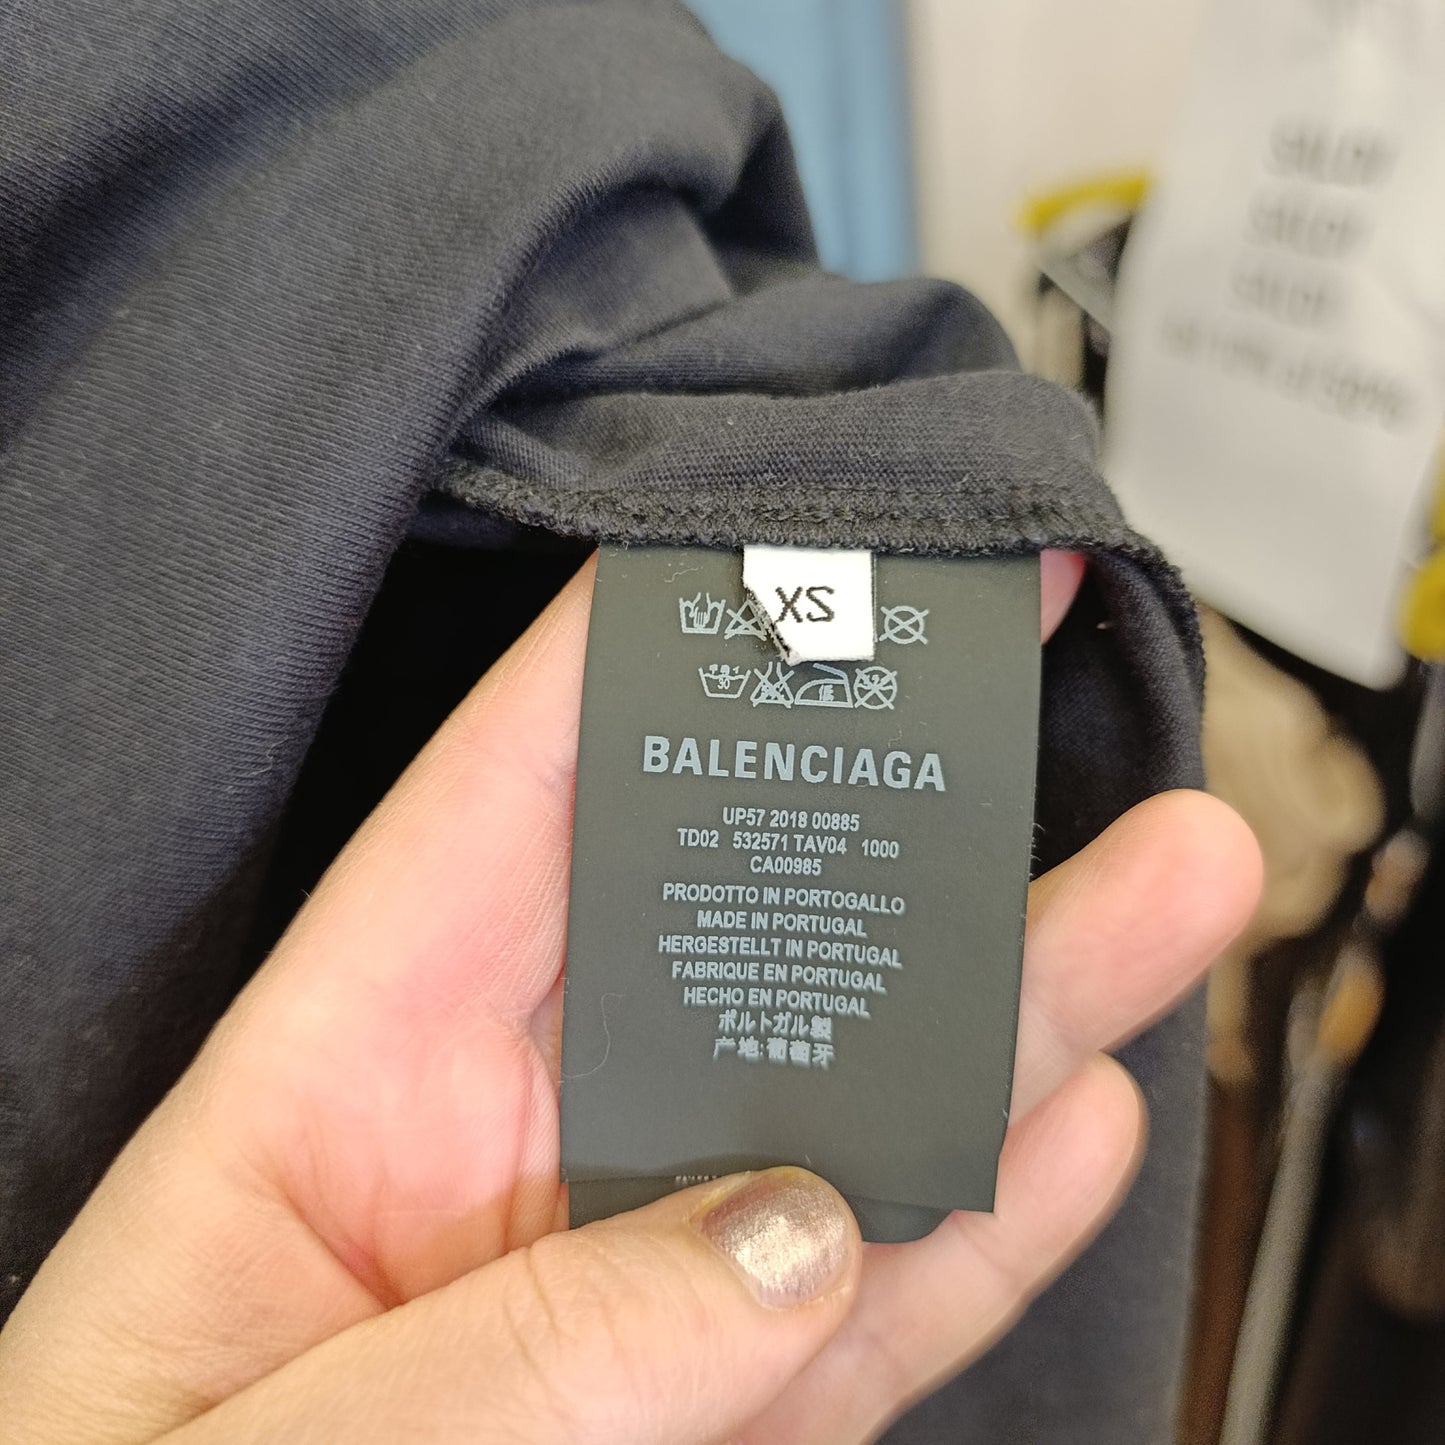 XS
30
BALENCIAGA
UP57 2018 00885
TD02 532571 TAV04 1000
CA00985
PRODOTTO IN PORTOGALLO
MADE IN PORTUGAL
HERGESTELLT IN PORTUGAL
FABRIQUE EN PORTUGAL
HECHO EN PORTUGAL
ポルトガル製
产地:葡萄牙